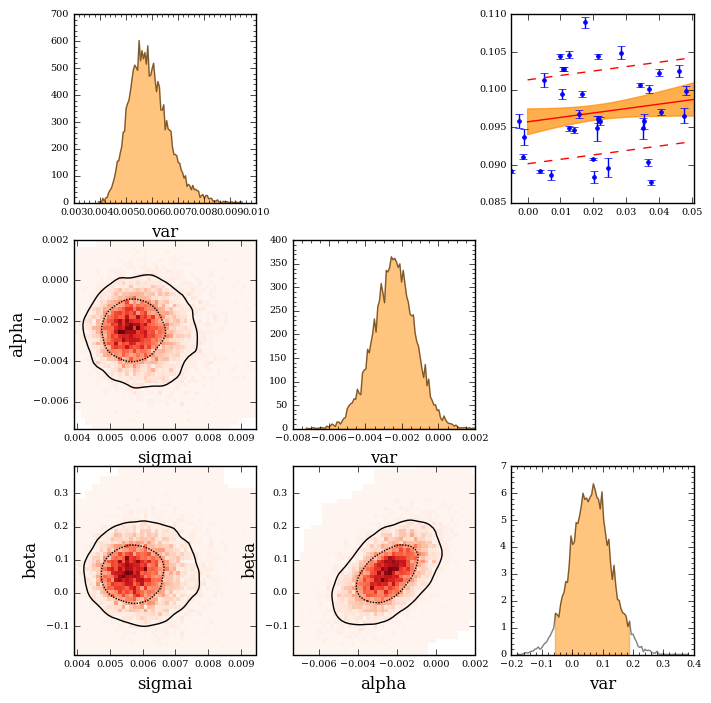 700
600
500
400
300
200
100
0
0.003 0.004 0.005 0.006 0.007 0.008 0.009 0.010
var
0.110
0.105
0.100
0.095
0.090
0.085
0.00 0.01 0.02 0.03 0.04 0.05
0.002
0.000
−0.002
−0.004
−0.006
alpha
0.004 0.005 0.006 0.007 0.008 0.009
sigmai
400
350
300
250
200
150
100
50
0
−0.008 −0.006 −0.004 −0.002 0.000 0.002
var
0.3
0.2
0.1
0.0
−0.1
beta
0.004 0.005 0.006 0.007 0.008 0.009
sigmai
0.3
0.2
0.1
0.0
−0.1
beta
−0.006 −0.004 −0.002 0.000 0.002
alpha
7
6
5
4
3
2
1
0
−0.2 −0.1 0.0 0.1 0.2 0.3 0.4
var